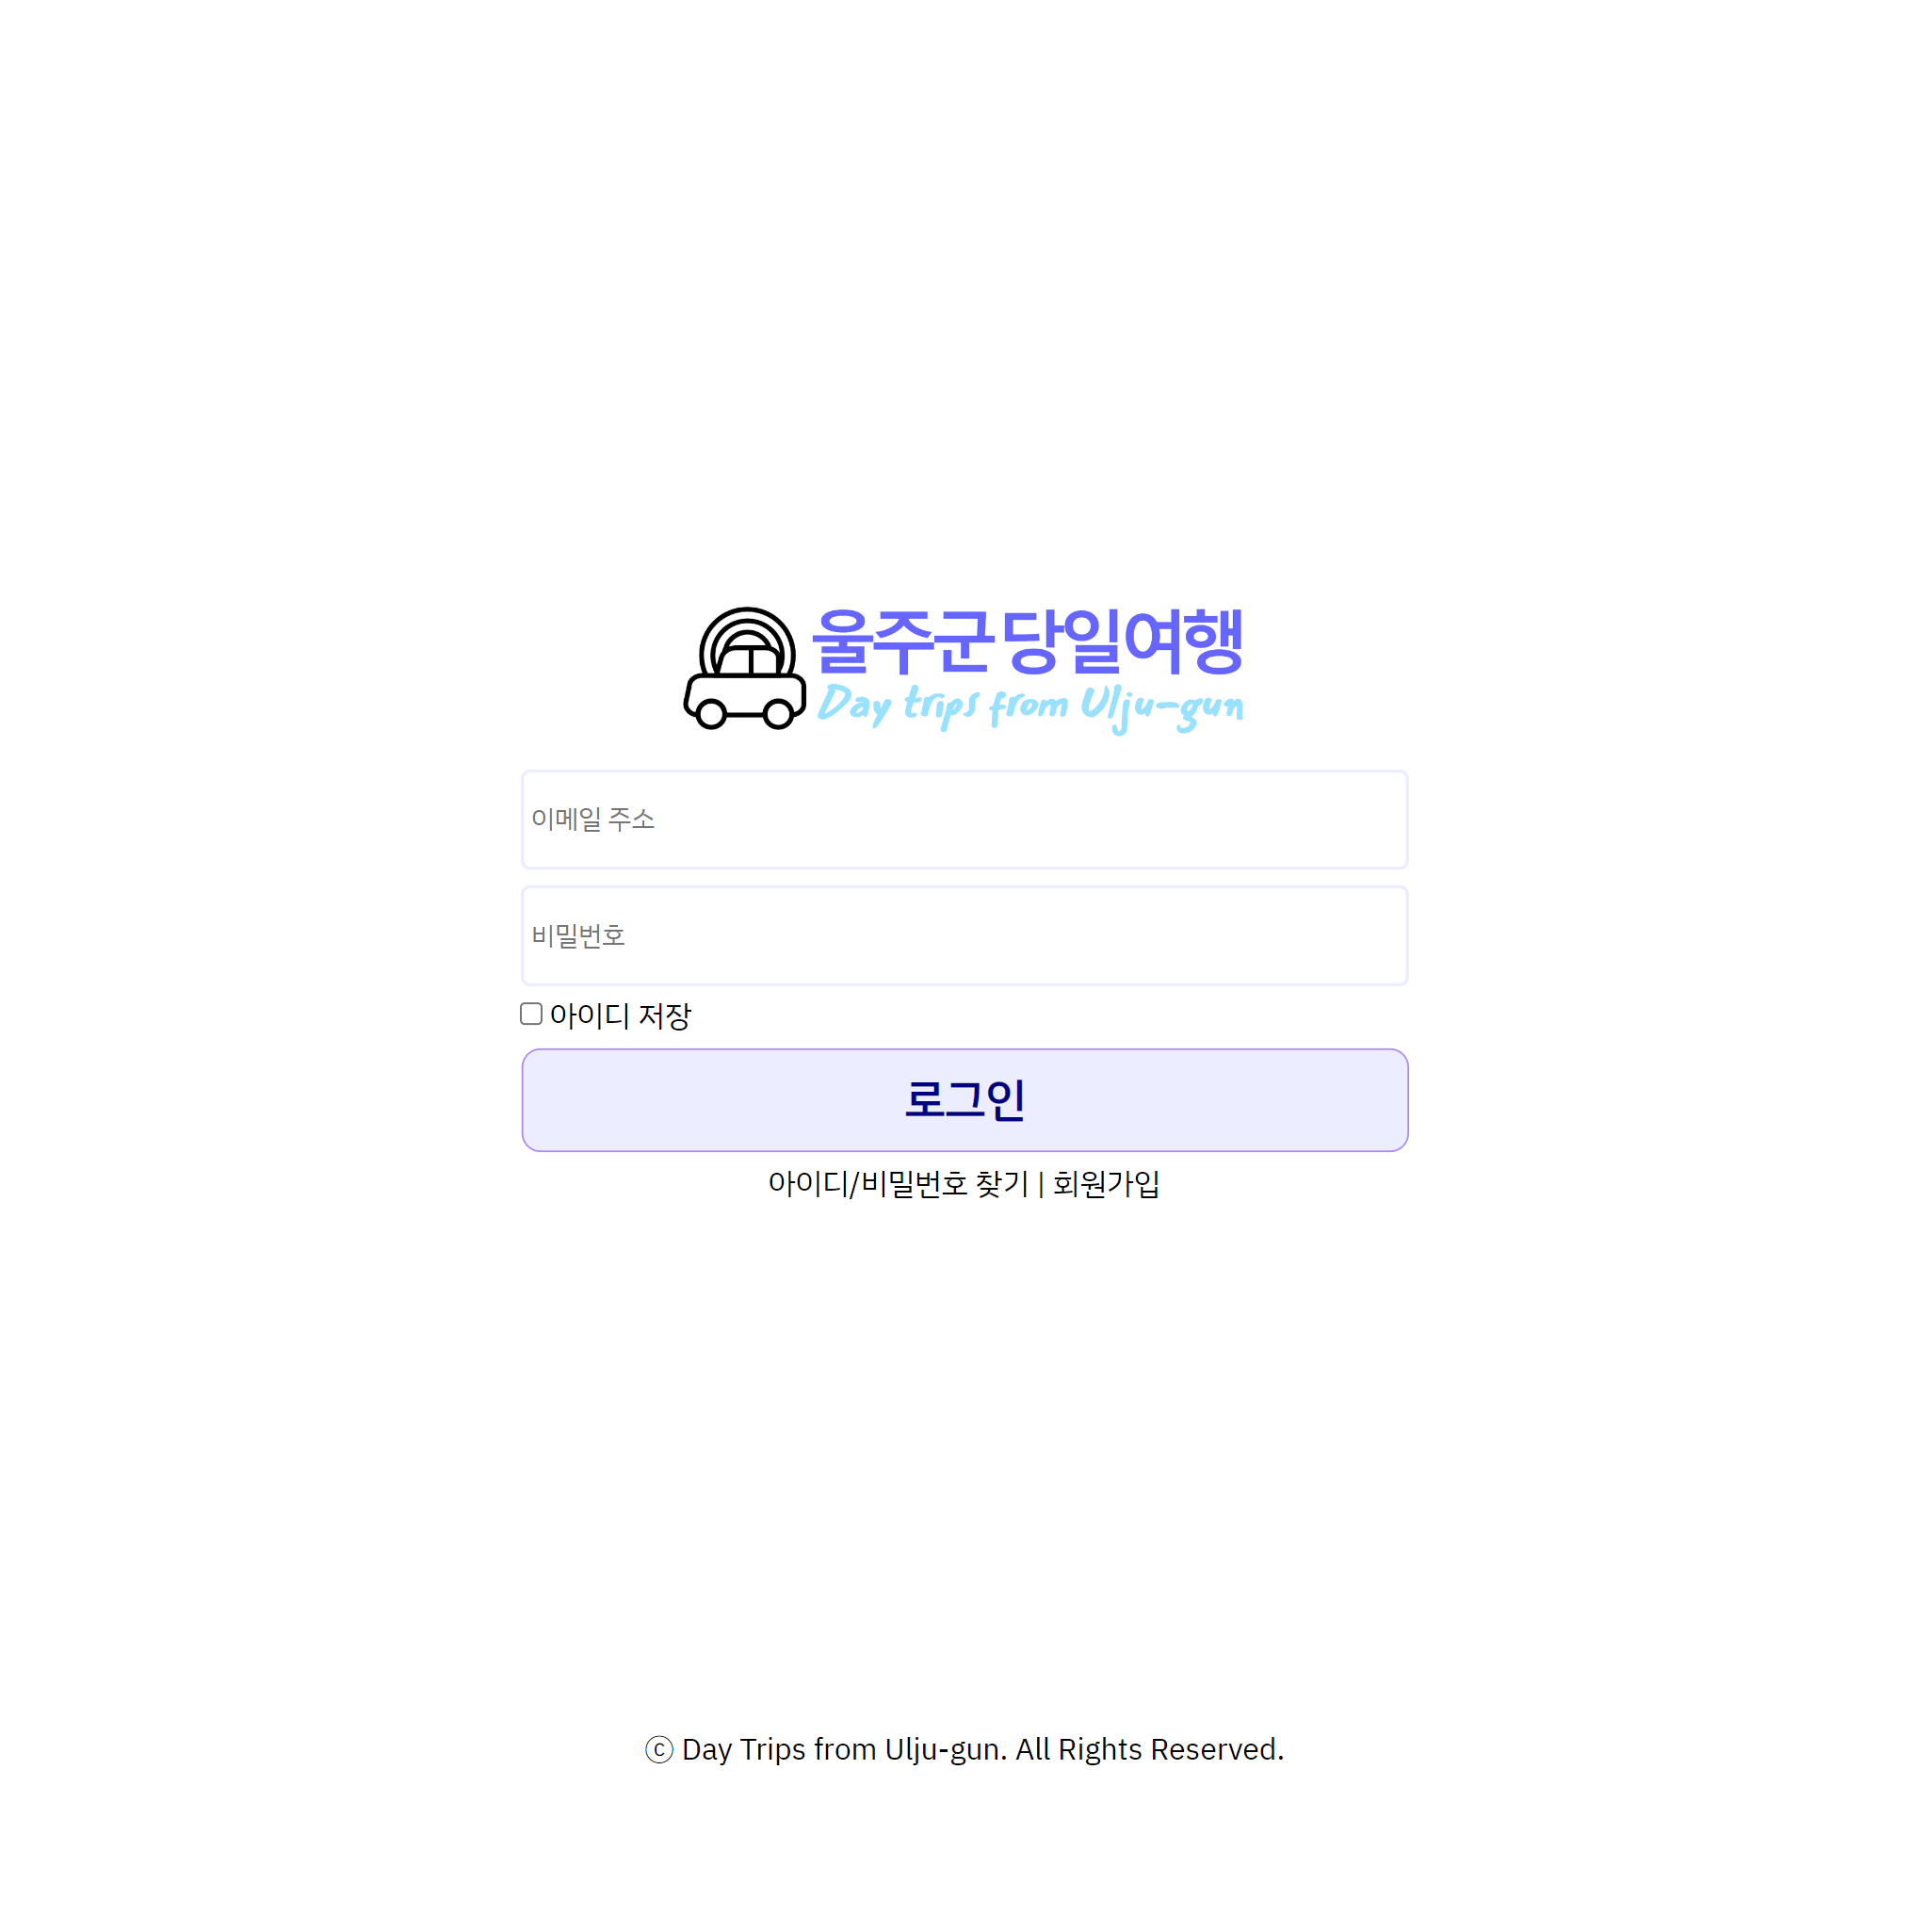 울주군 당일여행
Day trips from Ulju-gun
이메일 주소
비밀번호
아이디 저장
로그인
아이디/비밀번호 찾기 | 회원가입
ⓒ Day Trips from Ulju-gun. All Rights Reserved.